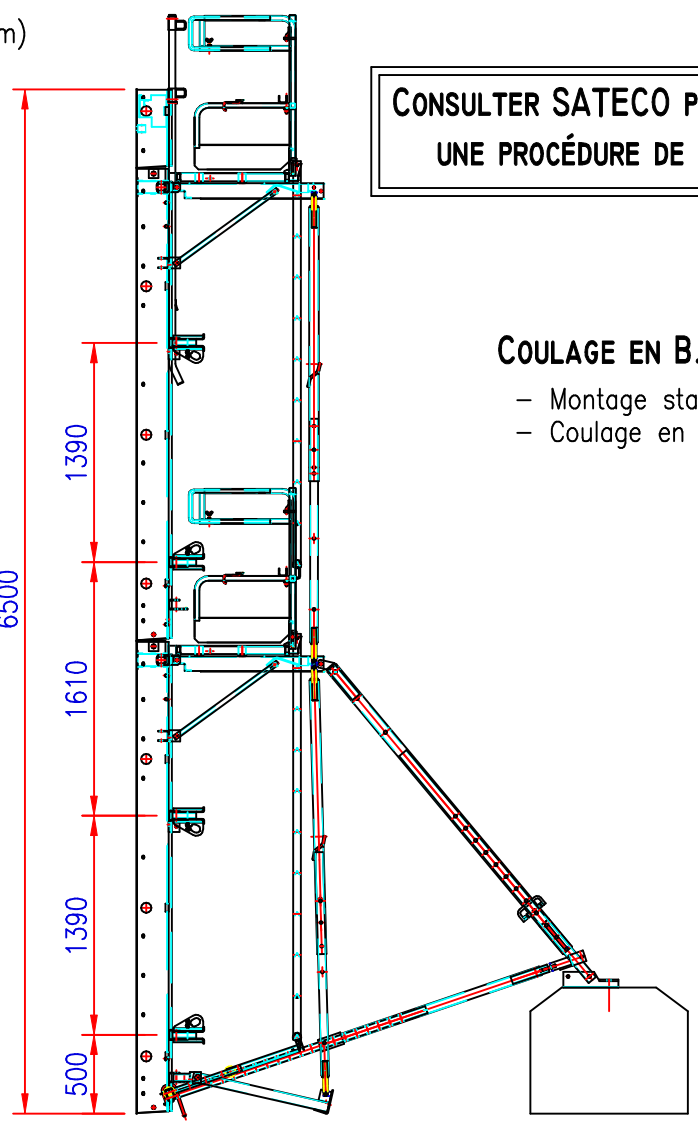 m)
CONSULTER SATECO P
UNE PROCÉDURE DE
COULAGE EN B.
– Montage sta
– Coulage en
1390
6500
1610
1390
500